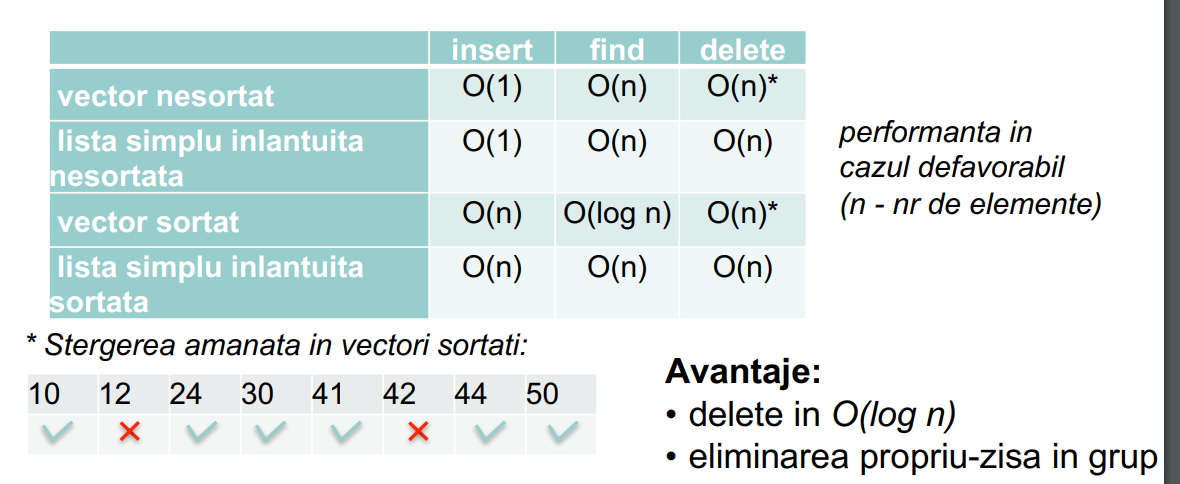 insert find delete
vector nesortat O(1) O(n) O(n)*
lista simplu inlantuita O(1) O(n) O(n)
nesortata
vector sortat O(n) O(log n) O(n)*
lista simplu inlantuita O(n) O(n) O(n)
sortata
performanta in
cazul defavorabil
(n - nr de elemente)
* Stergerea amanata in vectori sortati:
10 12 24 30 41 42 44 50
Avantaje:
• delete in O(log n)
• eliminarea propriu-zisa in grup